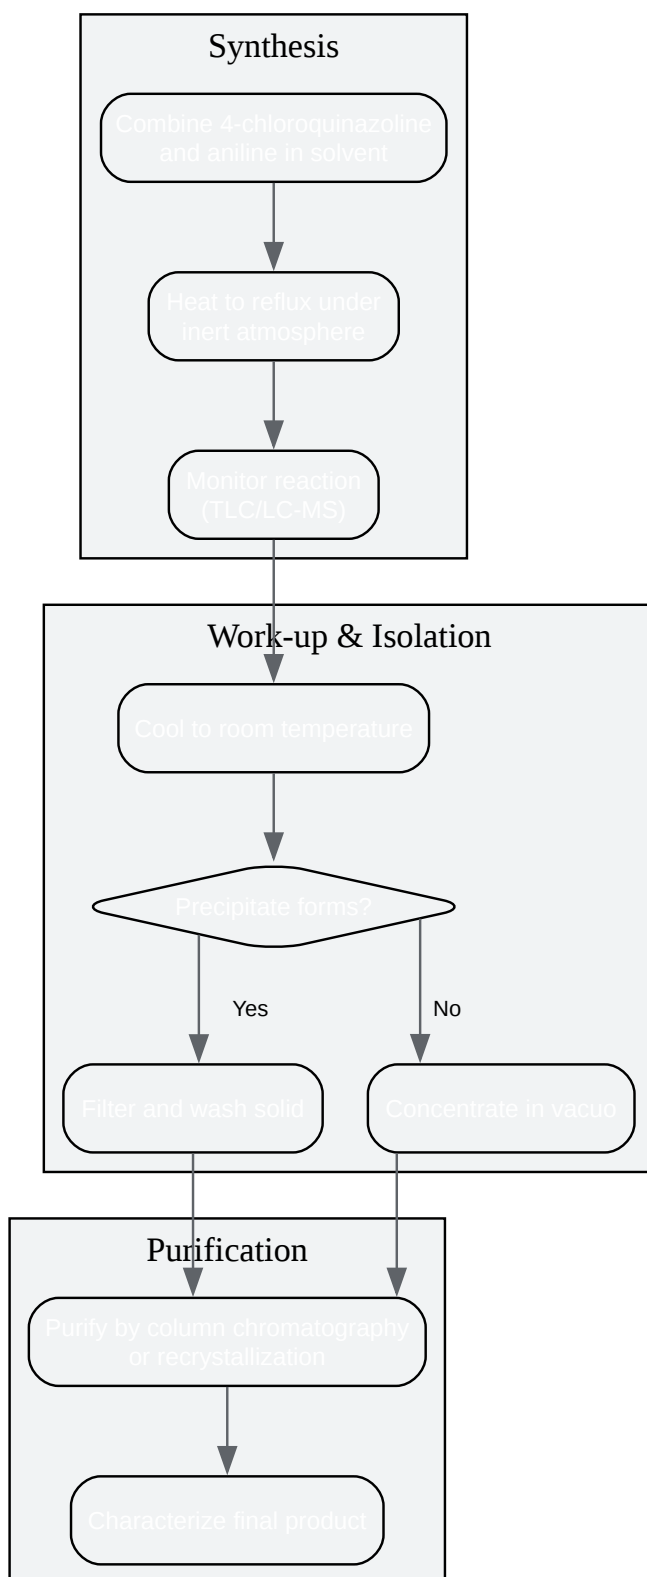 Synthesis
Combine 4-chloroquinazoline
and aniline in solvent
Heat to reflux under
inert atmosphere
Monitor reaction
(TLC/LC-MS)
Work-up & Isolation
Cool to room temperature
Precipitate forms?
Yes
No
Filter and wash solid
Concentrate in vacuo
Purification
Purify by column chromatography
or recrystallization
Characterize final product